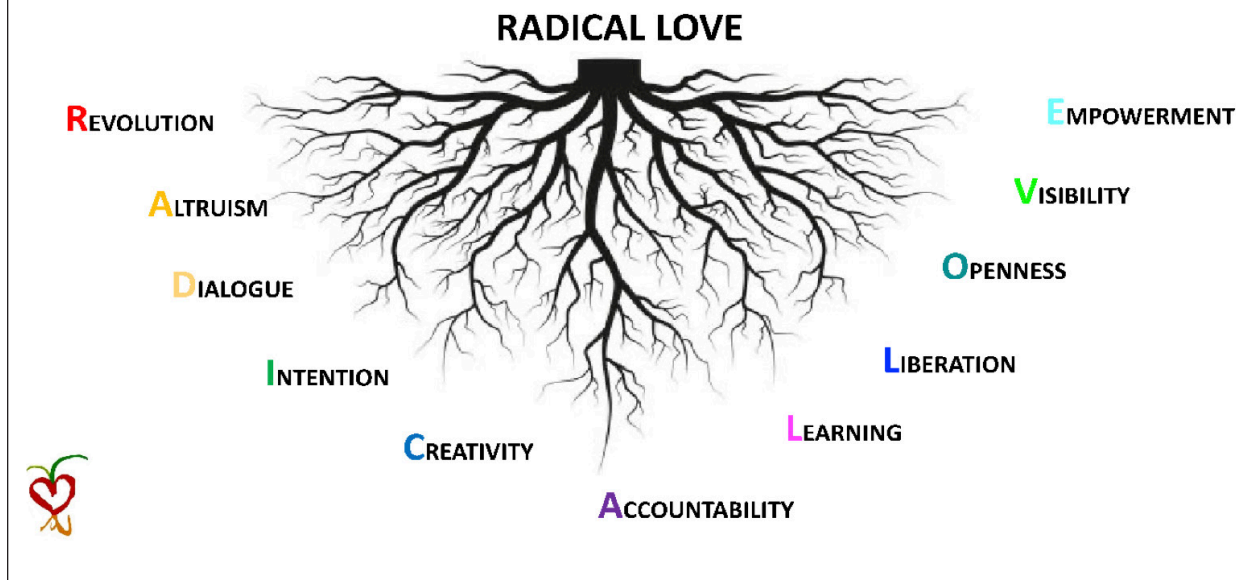 RADICAL LOVE
REVOLUTION
ALTRUISM
DIALOGUE
INTENTION
CREATIVITY
ACCOUNTABILITY
LEARNING
LIBERATION
OPENNESS
VISIBILITY
EMPOWERMENT